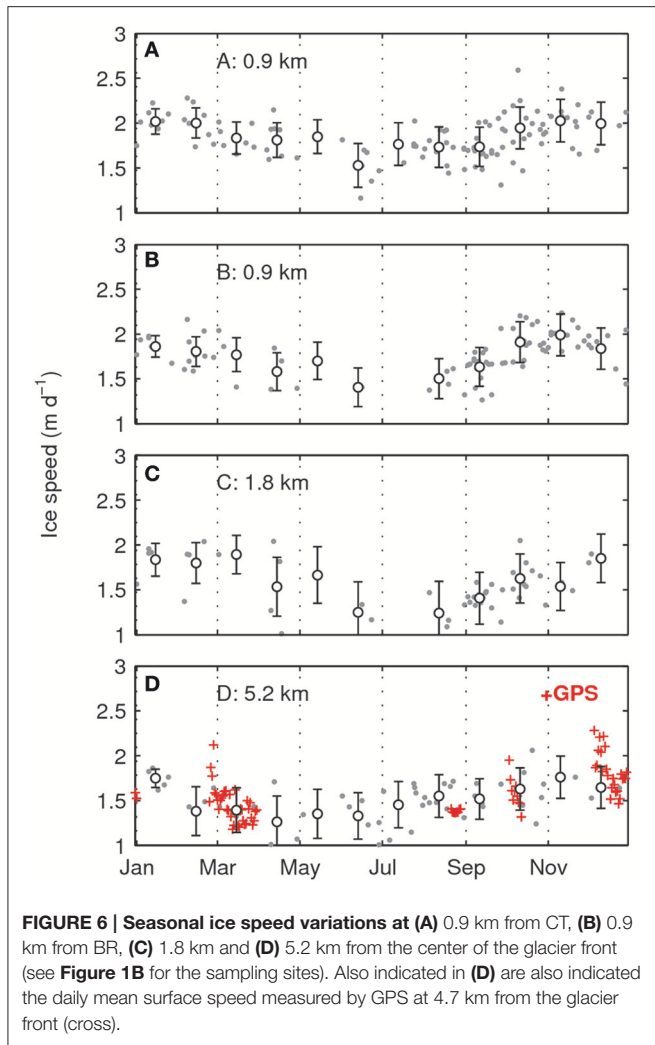 A
A: 0.9 km
3
2.5
2
1.5
1
B
B: 0.9 km
3
2.5
2
1.5
1
C
C: 1.8 km
3
2.5
2
1.5
1
D
D: 5.2 km
+GPS
3
2.5
2
1.5
1
Ice speed (m d⁻¹)
Jan Mar May Jul Sep Nov
FIGURE 6 | Seasonal ice speed variations at (A) 0.9 km from CT, (B) 0.9
km from BR, (C) 1.8 km and (D) 5.2 km from the center of the glacier front
(see Figure 1B for the sampling sites). Also indicated in (D) are also indicated
the daily mean surface speed measured by GPS at 4.7 km from the glacier
front (cross).